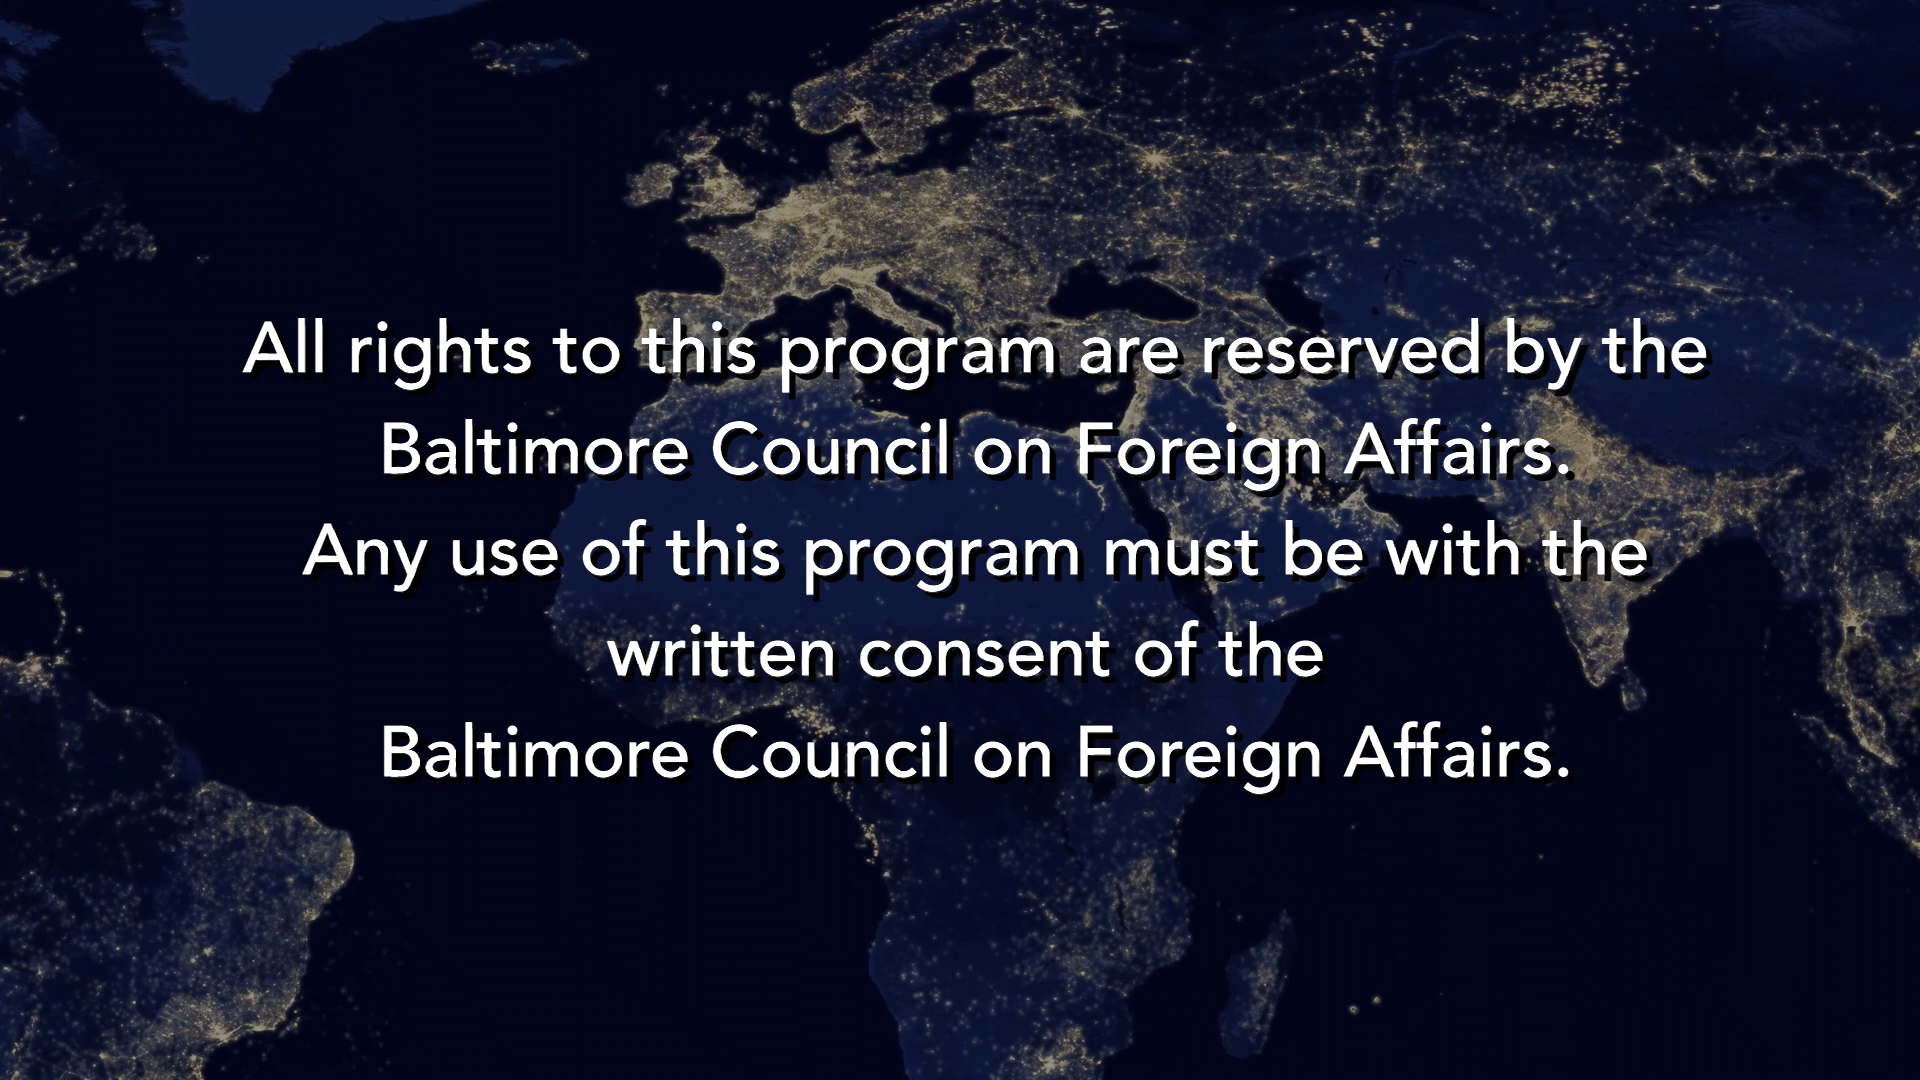 All rights to this program are reserved by the
Baltimore Council on Foreign Affairs.
Any use of this program must be with the
written consent of the
Baltimore Council on Foreign Affairs.